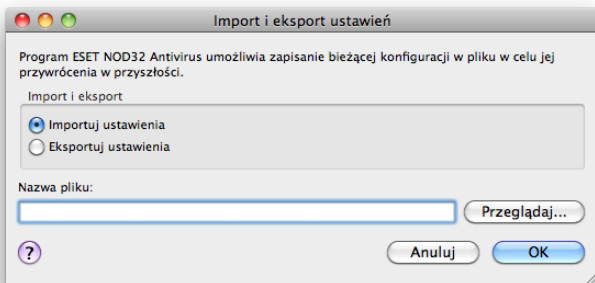 Import i eksport ustawień
Program ESET NOD32 Antivirus umożliwia zapisanie bieżącej konfiguracji w pliku w celu jej
przywrócenia w przyszłości.
Import i eksport
Importuj ustawienia
Eksportuj ustawienia
Nazwa pliku:
Przeglądaj...
?
Anuluj
OK